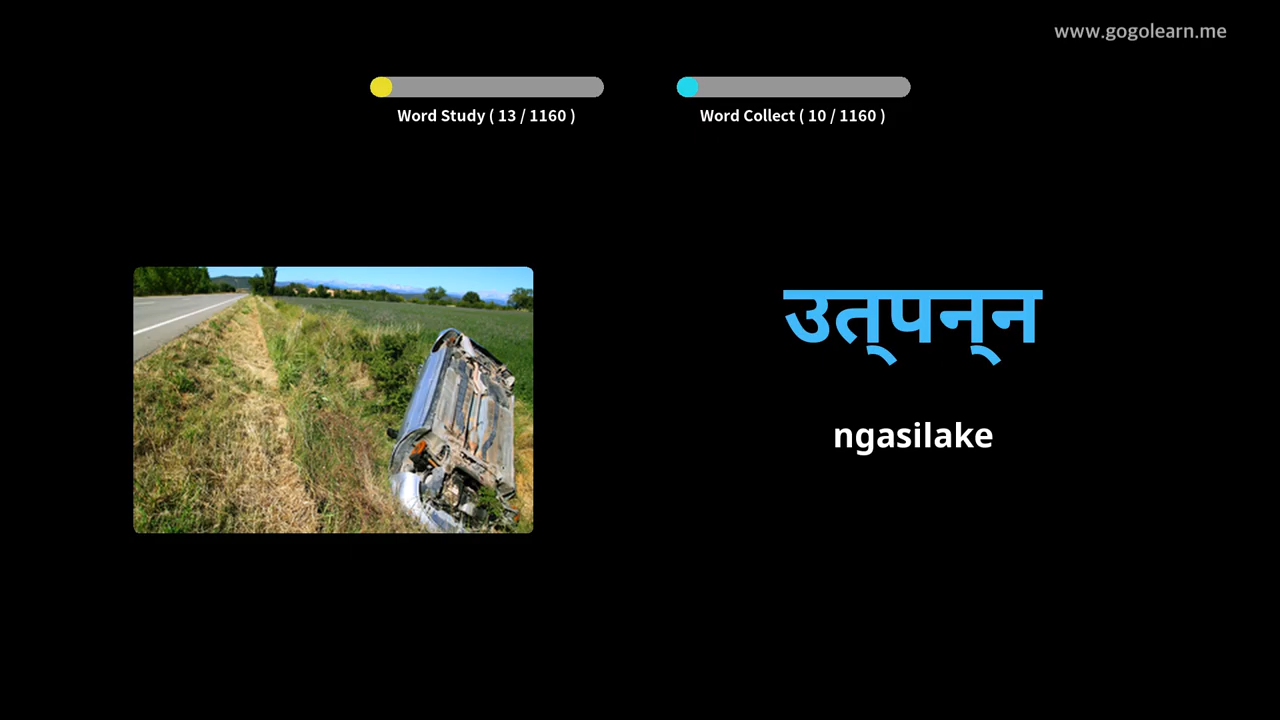 www.gogolearn.me
Word Study ( 13 / 1160 )
Word Collect ( 10 / 1160 )
उत्‌पन्‌न
ngasilake